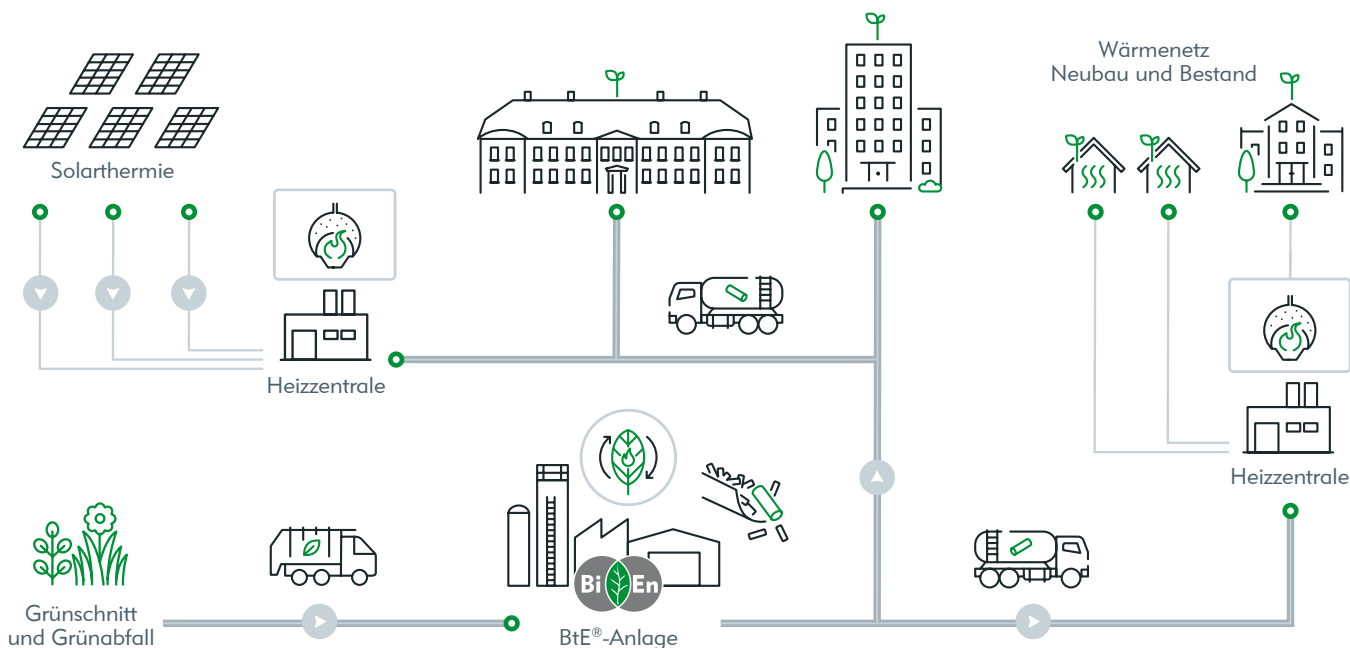 Wärmenetz
Neubau und Bestand
Solarthermie
Heizzentrale
Heizzentrale
Bi En
Grünschnitt
und Grünabfall
BtE®-Anlage